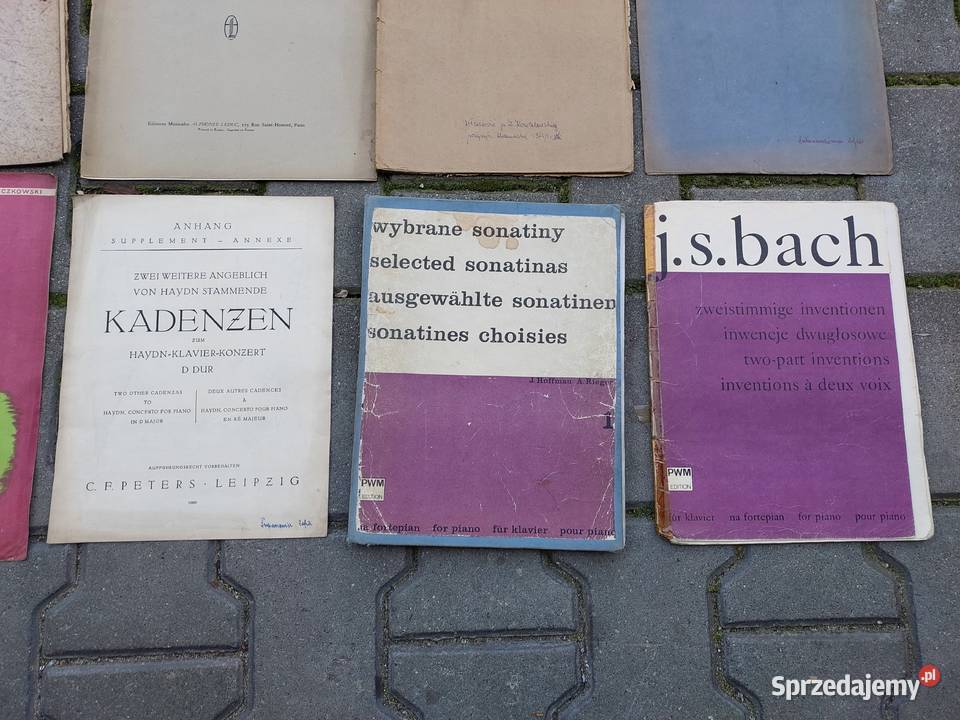 Editions Musicales ALPHONSE LEDUC, 175 Rue Saint-Honoré, Paris
CZKOWSKI
ANHANG
SUPPLEMENT – ANNEXE
ZWEI WEITERE ANGEBLICH
VON HAYDN STAMMENDE
KADENZEN
ZUM
HAYDN-KLAVIER-KONZERT
D DUR
TWO OTHER CADENZAS
TO
HAYDN, CONCERTO FOR PIANO
IN D MAJOR
DEUX AUTRES CADENCES
À
HAYDN, CONCERTO POUR PIANO
EN RÉ MAJEUR
AUFFÜHRUNGSRECHT VORBEHALTEN
C. F. PETERS · LEIPZIG
wybrane sonatiny
selected sonatinas
ausgewählte sonatinen
sonatines choisies
J. Hoffman A. Rieger
1
PWM
EDITION
na fortepian for piano für klavier pour piano
j.s.bach
zweistimmige inventionen
inwencje dwugłosowe
two-part inventions
inventions à deux voix
PWM
EDITION
für klavier na fortepian for piano pour piano
Sprzedajemy.pl